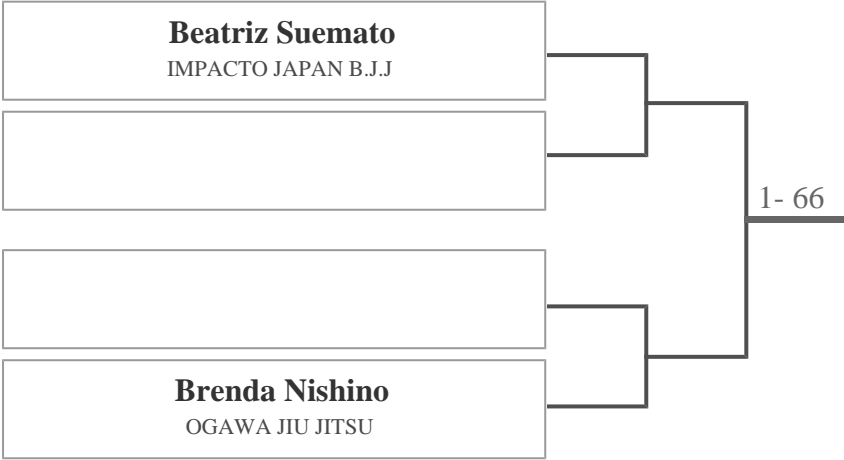 Beatriz Suemato
IMPACTO JAPAN B.J.J
1- 66
Brenda Nishino
OGAWA JIU JITSU